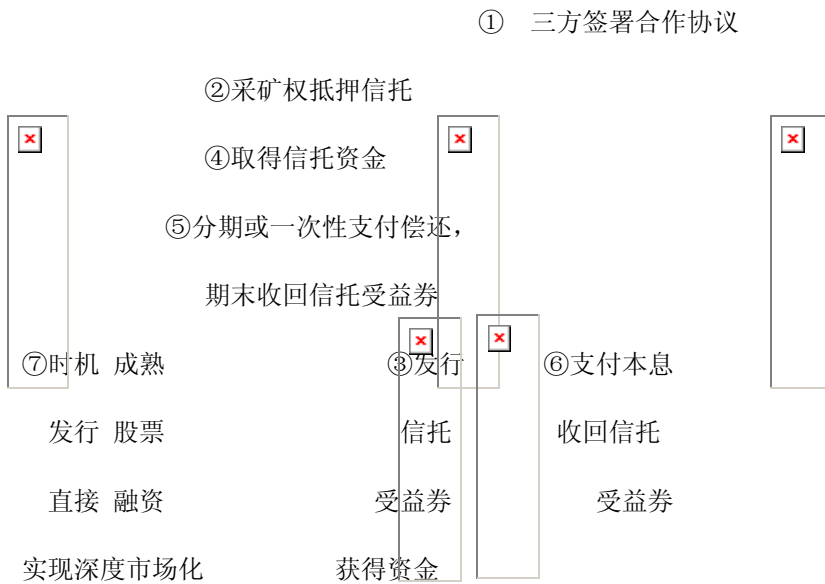 ① 三方签署合作协议
②采矿权抵押信托
④取得信托资金
⑤分期或一次性支付偿还，
期末收回信托受益券
⑦时机 成熟 ③发行 ⑥支付本息
发行 股票 信托 收回信托
直接 融资 受益券 受益券
实现深度市场化 获得资金